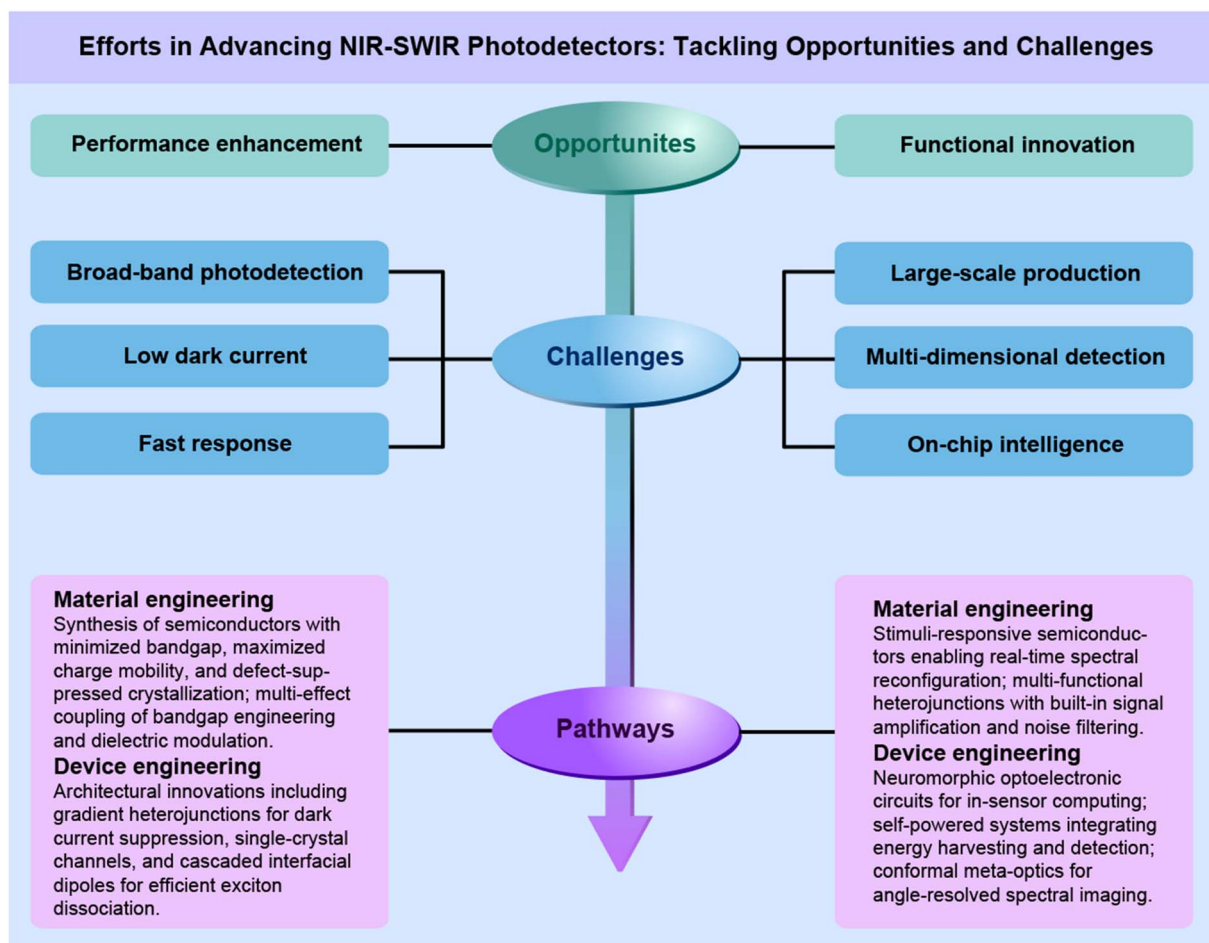 Efforts in Advancing NIR-SWIR Photodetectors: Tackling Opportunities and Challenges
Performance enhancement
Opportunites
Functional innovation
Broad-band photodetection
Low dark current
Fast response
Challenges
Large-scale production
Multi-dimensional detection
On-chip intelligence
Material engineering
Synthesis of semiconductors with
minimized bandgap, maximized
charge mobility, and defect-sup-
pressed crystallization; multi-effect
coupling of bandgap engineering
and dielectric modulation.
Device engineering
Architectural innovations including
gradient heterojunctions for dark
current suppression, single-crystal
channels, and cascaded interfacial
dipoles for efficient exciton
dissociation.
Pathways
Material engineering
Stimuli-responsive semiconduc-
tors enabling real-time spectral
reconfiguration; multi-functional
heterojunctions with built-in signal
amplification and noise filtering.
Device engineering
Neuromorphic optoelectronic
circuits for in-sensor computing;
self-powered systems integrating
energy harvesting and detection;
conformal meta-optics for
angle-resolved spectral imaging.